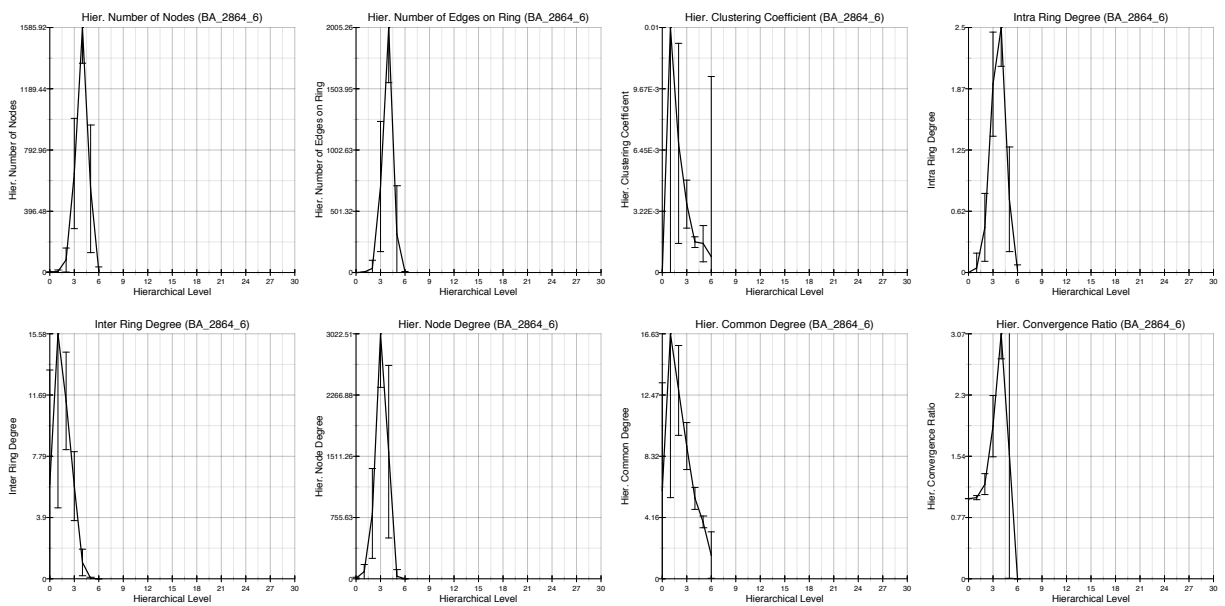 Hier. Number of Nodes (BA_2864_6)
Hier. Number of Nodes
1585.92
1189.44
792.96
396.48
0
0 3 6 9 12 15 18 21 24 27 30
Hierarchical Level
Hier. Number of Edges on Ring (BA_2864_6)
Hier. Number of Edges on Ring
2005.26
1503.95
1002.63
501.32
0
0 3 6 9 12 15 18 21 24 27 30
Hierarchical Level
Hier. Clustering Coefficient (BA_2864_6)
Hier. Clustering Coefficient
0.01
9.67E-3
6.45E-3
3.22E-3
0
0 3 6 9 12 15 18 21 24 27 30
Hierarchical Level
Intra Ring Degree (BA_2864_6)
Intra Ring Degree
2.5
1.87
1.25
0.62
0
0 3 6 9 12 15 18 21 24 27 30
Hierarchical Level
Inter Ring Degree (BA_2864_6)
Inter Ring Degree
15.58
11.69
7.79
3.9
0
0 3 6 9 12 15 18 21 24 27 30
Hierarchical Level
Hier. Node Degree (BA_2864_6)
Hier. Node Degree
3022.51
2266.88
1511.26
755.63
0
0 3 6 9 12 15 18 21 24 27 30
Hierarchical Level
Hier. Common Degree (BA_2864_6)
Hier. Common Degree
16.63
12.47
8.32
4.16
0
0 3 6 9 12 15 18 21 24 27 30
Hierarchical Level
Hier. Convergence Ratio (BA_2864_6)
Hier. Convergence Ratio
3.07
2.3
1.54
0.77
0
0 3 6 9 12 15 18 21 24 27 30
Hierarchical Level